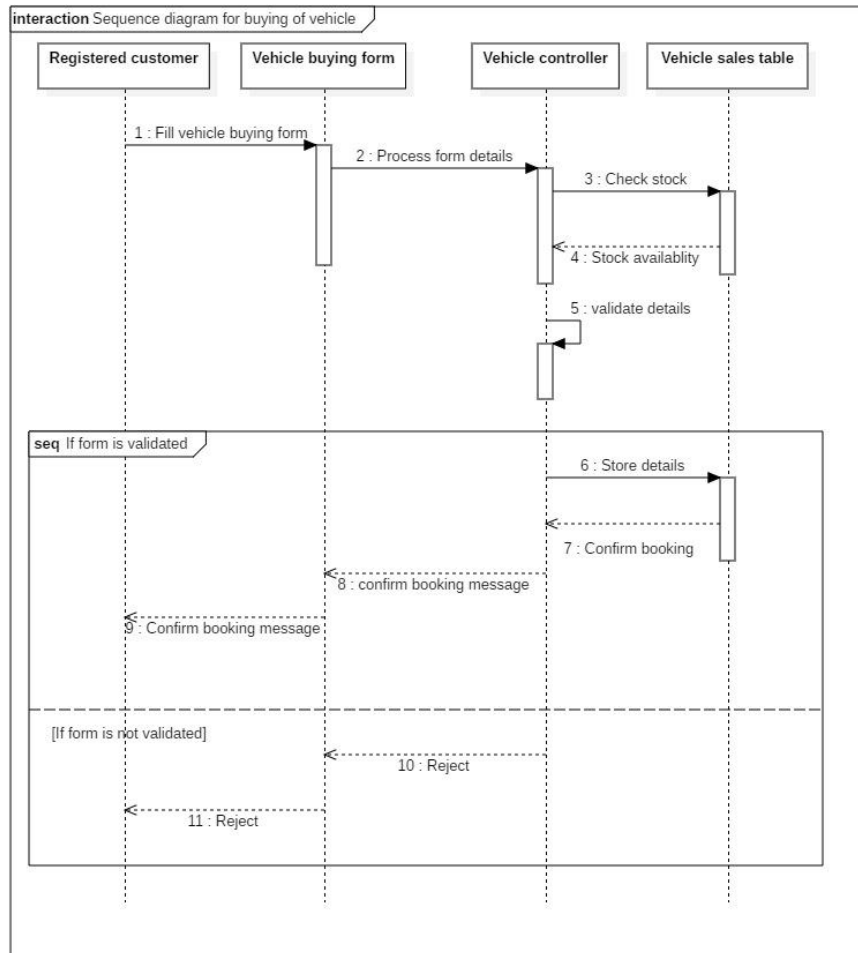 interaction Sequence diagram for buying of vehicle
Registered customer
Vehicle buying form
Vehicle controller
Vehicle sales table
1 : Fill vehicle buying form
2 : Process form details
3 : Check stock
4 : Stock availablity
5 : validate details
seq If form is validated
6 : Store details
7 : Confirm booking
8 : confirm booking message
9 : Confirm booking message
[If form is not validated]
10 : Reject
11 : Reject